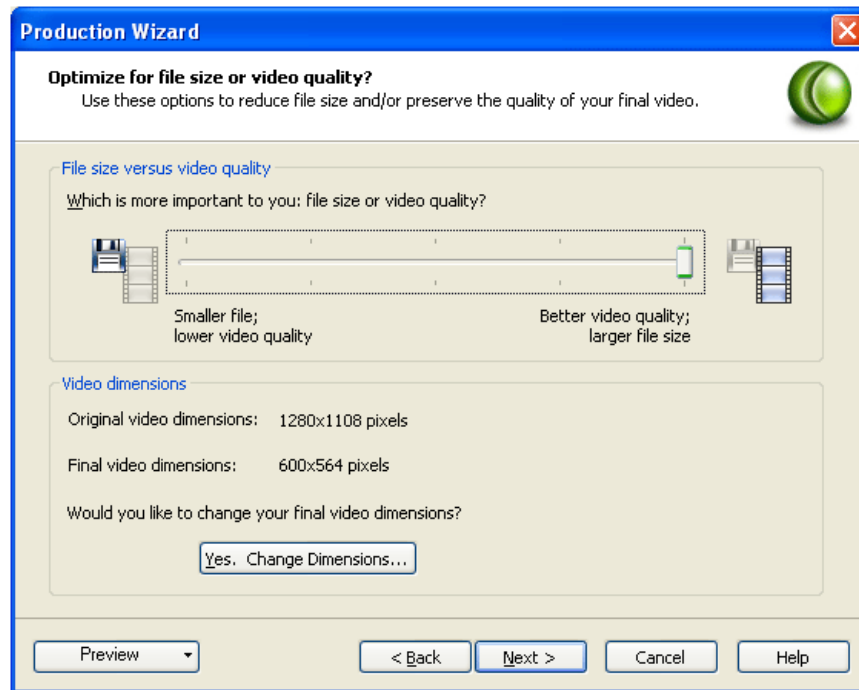 Production Wizard
Optimize for file size or video quality?
Use these options to reduce file size and/or preserve the quality of your final video.
File size versus video quality
Which is more important to you: file size or video quality?
Smaller file;
lower video quality
Better video quality;
larger file size
Video dimensions
Original video dimensions: 1280x1108 pixels
Final video dimensions: 600x564 pixels
Would you like to change your final video dimensions?
Yes. Change Dimensions...
Preview < Back Next > Cancel Help